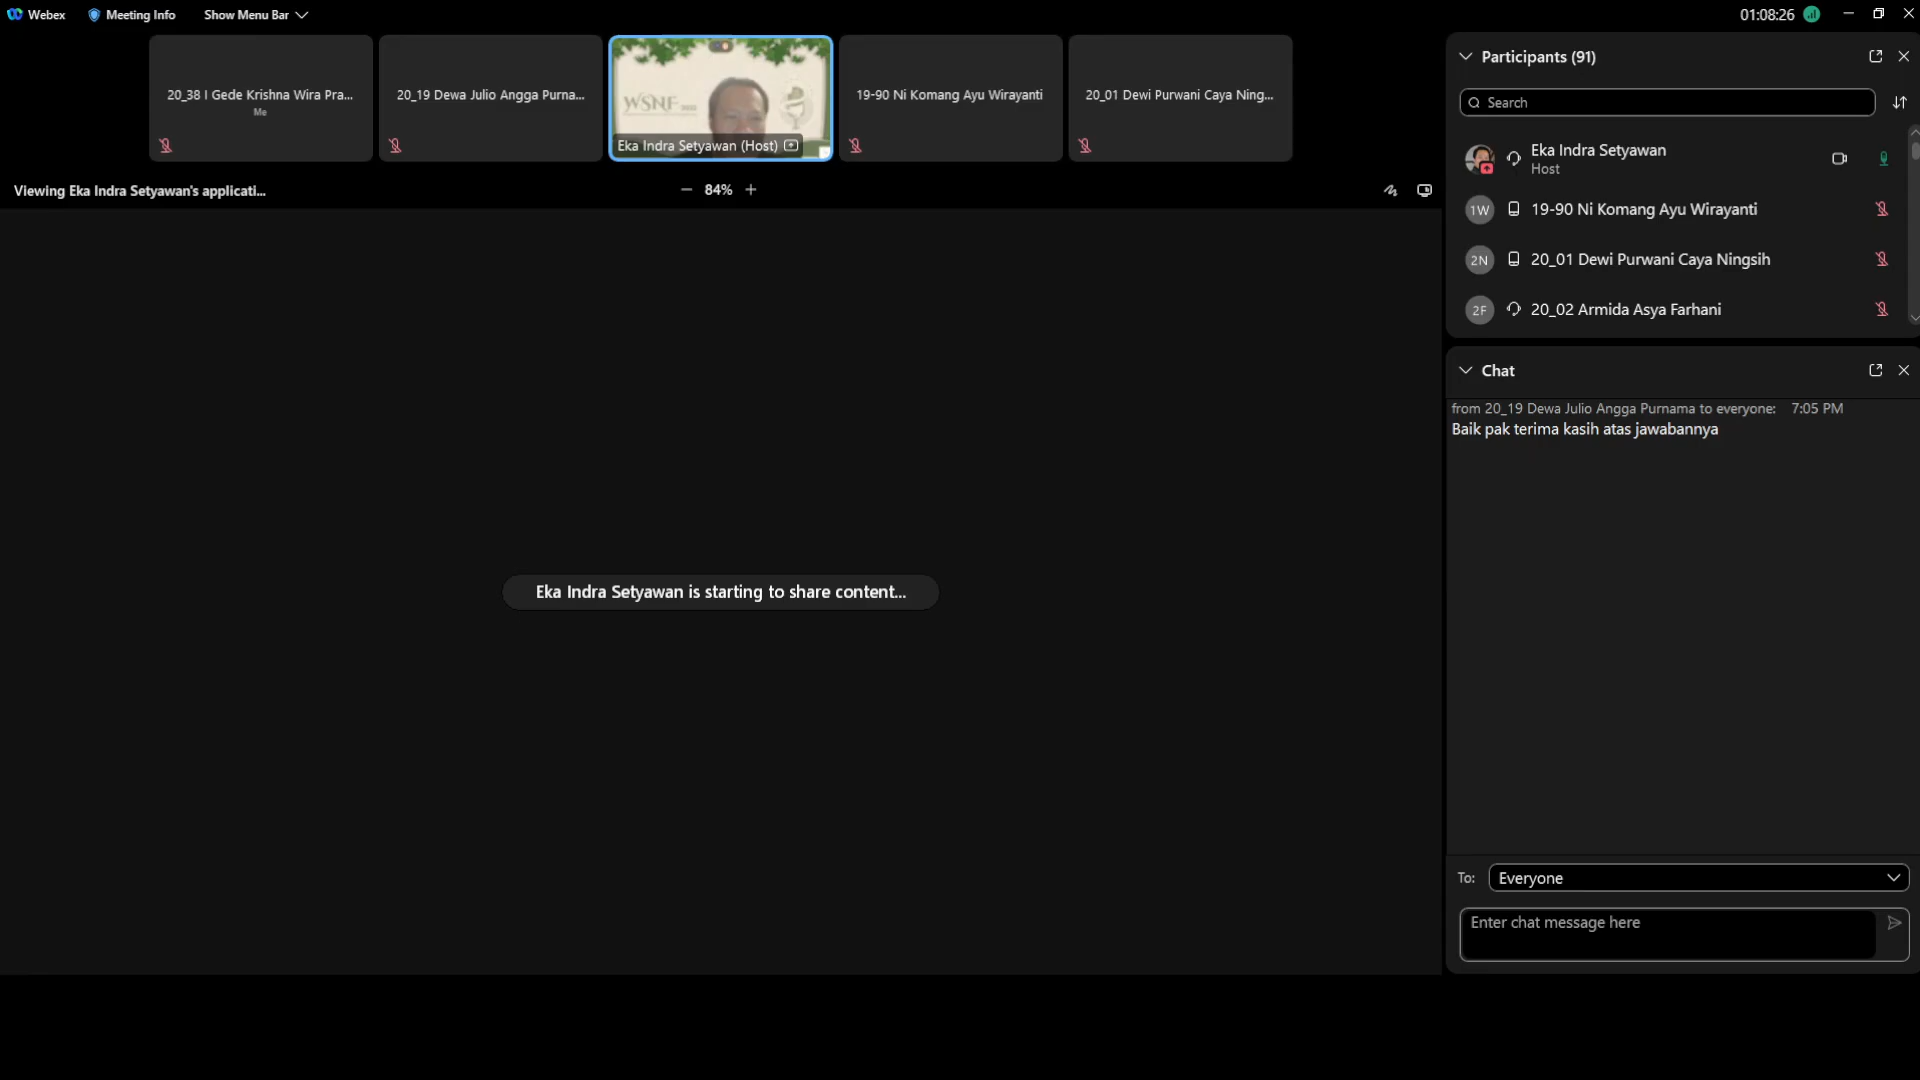 Webex
Meeting Info
Show Menu Bar
01:08:26
20_38 I Gede Krishna Wira Pra...
Me
20_19 Dewa Julio Angga Purna...
WSNF
Eka Indra Setyawan (Host)
19-90 Ni Komang Ayu Wirayanti
20_01 Dewi Purwani Caya Ning...
Viewing Eka Indra Setyawan's applicati...
84%
Eka Indra Setyawan is starting to share content...
Participants (91)
Search
Eka Indra Setyawan
Host
1W
19-90 Ni Komang Ayu Wirayanti
2N
20_01 Dewi Purwani Caya Ningsih
2F
20_02 Armida Asya Farhani
Chat
from 20_19 Dewa Julio Angga Purnama to everyone: 7:05 PM
Baik pak terima kasih atas jawabannya
To:
Everyone
Enter chat message here